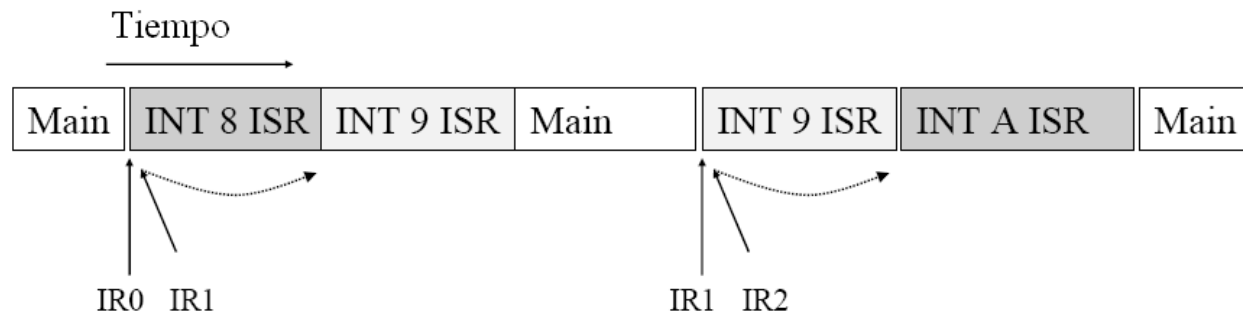 Tiempo
Main INT 8 ISR INT 9 ISR Main INT 9 ISR INT A ISR Main
IR0 IR1 IR1 IR2